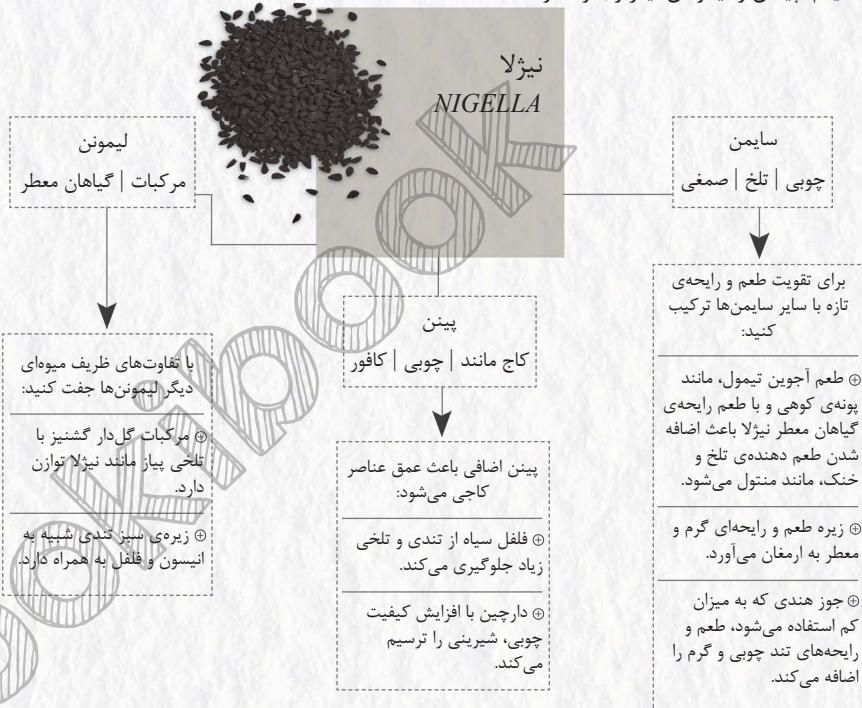 نیژلا
NIGELLA
سایمن
چوبی | تلخ | صمغی
برای تقویت طعم و رایحه‌ی
تازه با سایر سایمن‌ها ترکیب
کنید:
⊕ طعم آجوین تیمول، مانند
پونه‌ی کوهی و با طعم رایحه‌ی
گیاهان معطر نیژلا باعث اضافه
شدن طعم دهنده‌ی تلخ و
خنک، مانند منتول می‌شود.
⊕ زیره طعم و رایحه‌ای گرم و
معطر به ارمغان می‌آورد.
⊕ جوز هندی که به میزان
کم استفاده می‌شود، طعم و
رایحه‌های تند چوبی و گرم را
اضافه می‌کند.
پینن
کاج مانند | چوبی | کافور
پینن اضافی باعث عمق عناصر
کاجی می‌شود:
⊕ فلفل سیاه از تندی و تلخی
زیاد جلوگیری می‌کند.
⊕ دارچین با افزایش کیفیت
چوبی، شیرینی را ترسیم
می‌کند.
لیمونن
مرکبات | گیاهان معطر
با تفاوت‌های ظریف میوه‌ای
دیگر لیمونن‌ها جفت کنید:
⊕ مرکبات گل‌دار گشنیز با
تلخی پیاز مانند نیژلا توازن
دارد.
⊕ زیره‌ی سبز تندی شبیه به
انیسون و فلفل به همراه دارد.
ookibook